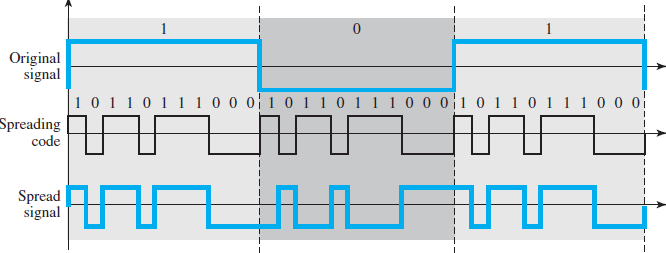 1 0 1
Original
signal
1 0 1 1 0 1 1 1 0 0 0 1 0 1 1 0 1 1 1 0 0 0 1 0 1 1 0 1 1 1 0 0 0
Spreading
code
Spread
signal